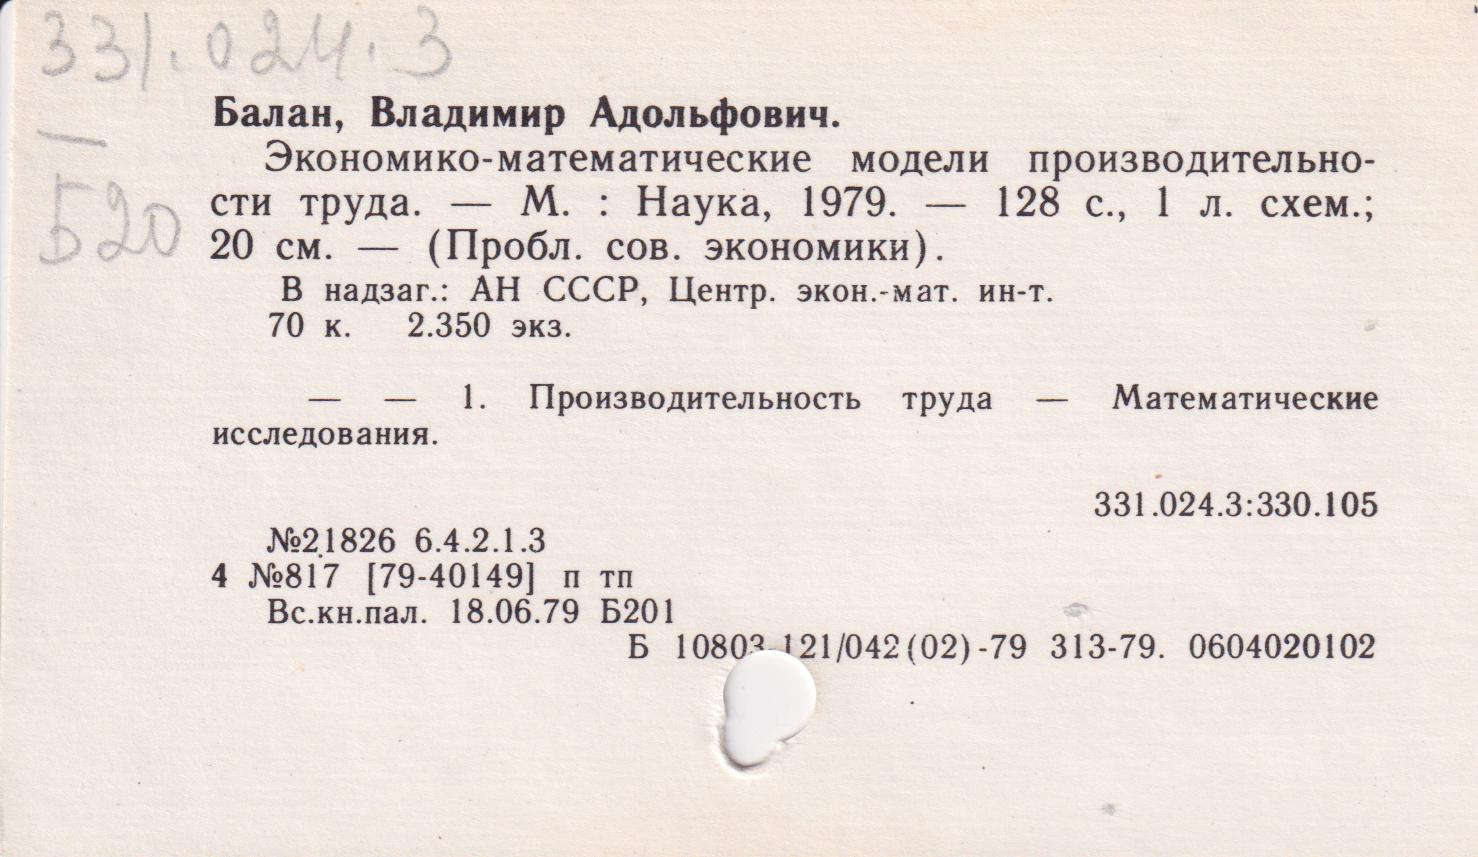 331.024.3
—
Б20
Балан, Владимир Адольфович.
Экономико-математические модели производительно-
сти труда. — М. : Наука, 1979. — 128 с., 1 л. схем.;
20 см. — (Пробл. сов. экономики).
В надзаг.: АН СССР, Центр. экон.-мат. ин-т.
70 к. 2.350 экз.
— — 1. Производительность труда — Математические
исследования.
331.024.3:330.105
№21826 6.4.2.1.3
4 №817 [79-40149] п тп
Вс.кн.пал. 18.06.79 Б201
Б 10803-121/042(02)-79 313-79. 0604020102